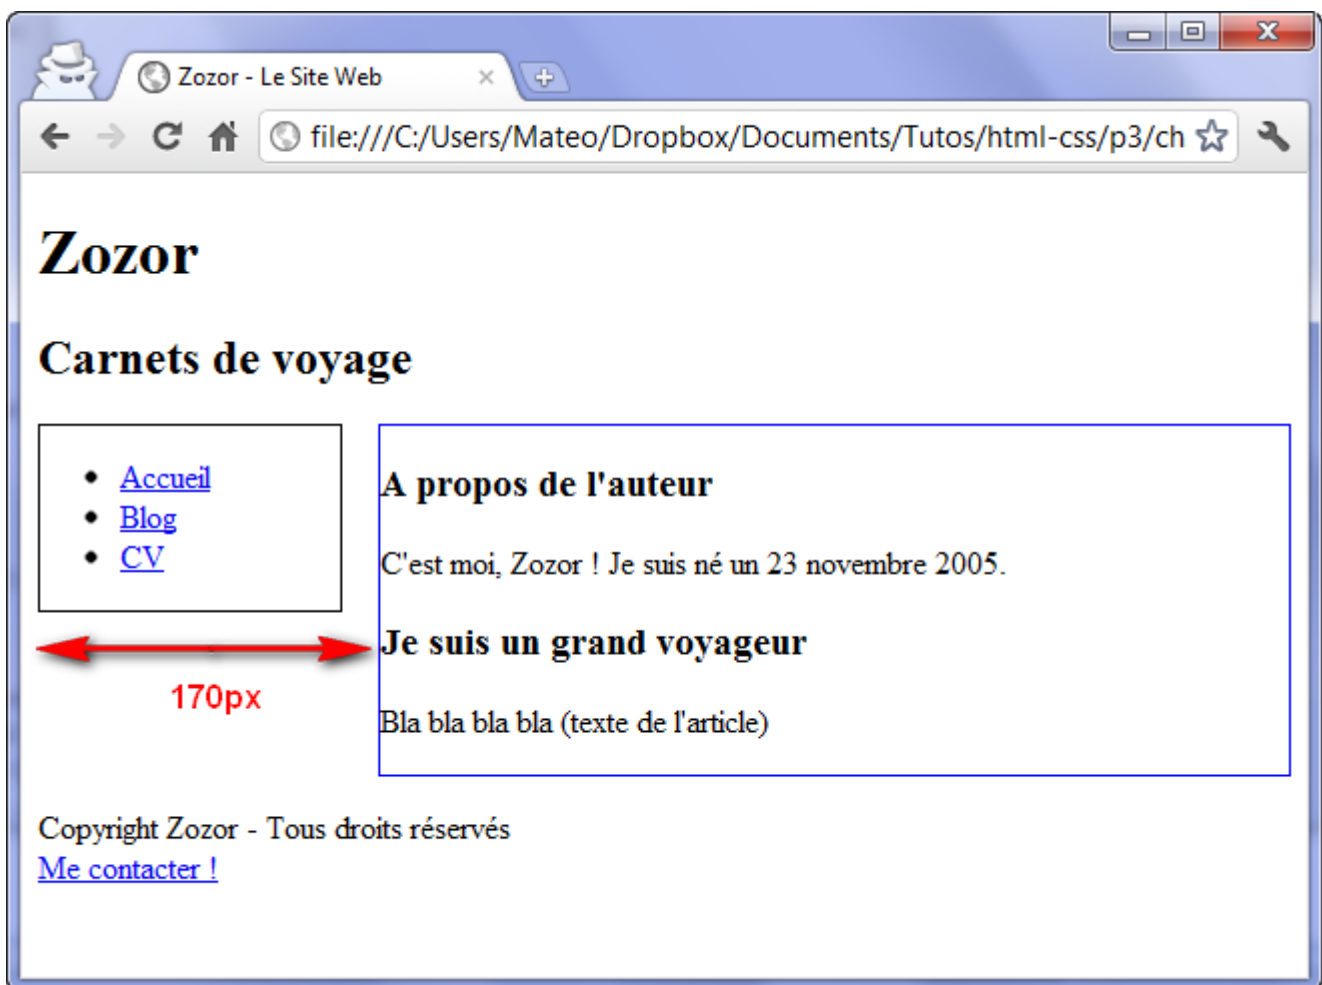 Zozor - Le Site Web
file:///C:/Users/Mateo/Dropbox/Documents/Tutos/html-css/p3/ch
Zozor
Carnets de voyage
Accueil
Blog
CV
170px
A propos de l'auteur
C'est moi, Zozor ! Je suis né un 23 novembre 2005.
Je suis un grand voyageur
Bla bla bla bla (texte de l'article)
Copyright Zozor - Tous droits réservés
Me contacter !